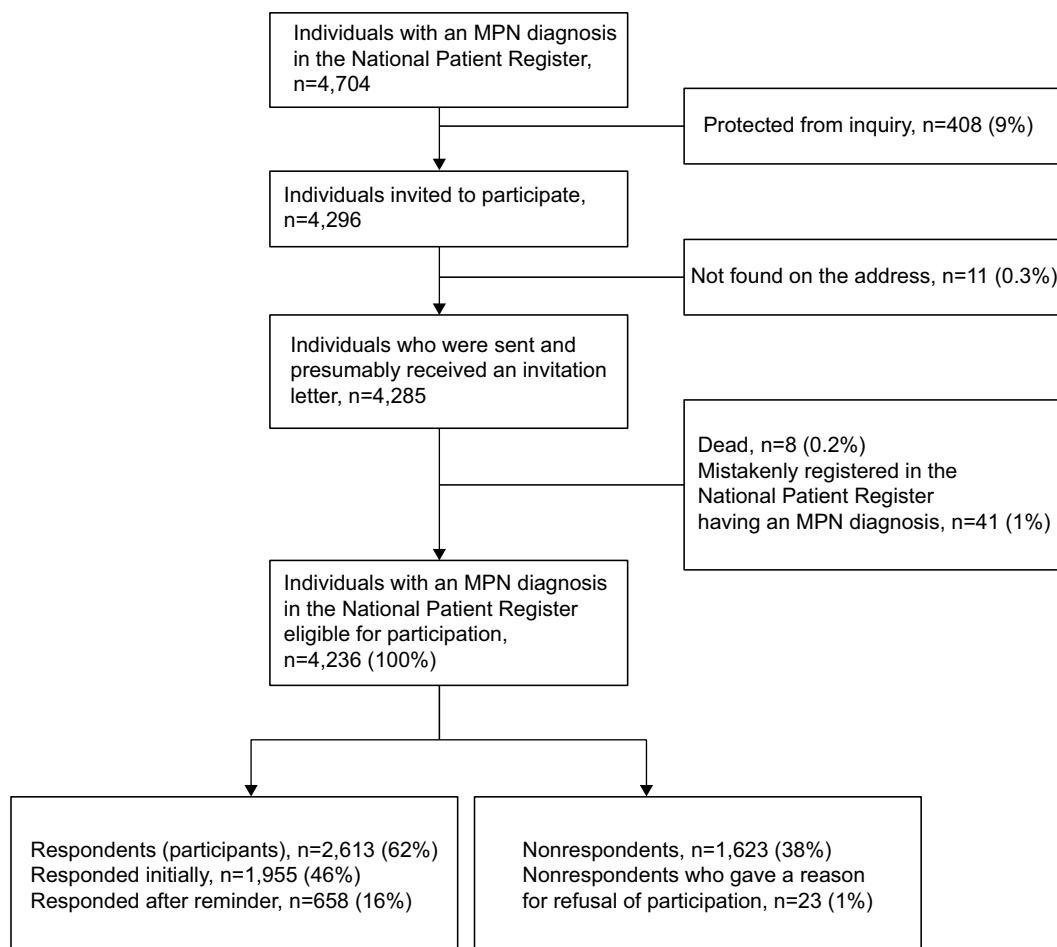 Individuals with an MPN diagnosis
in the National Patient Register,
n=4,704
Protected from inquiry, n=408 (9%)
Individuals invited to participate,
n=4,296
Not found on the address, n=11 (0.3%)
Individuals who were sent and
presumably received an invitation
letter, n=4,285
Dead, n=8 (0.2%)
Mistakenly registered in the
National Patient Register
having an MPN diagnosis, n=41 (1%)
Individuals with an MPN diagnosis
in the National Patient Register
eligible for participation,
n=4,236 (100%)
Respondents (participants), n=2,613 (62%)
Responded initially, n=1,955 (46%)
Responded after reminder, n=658 (16%)
Nonrespondents, n=1,623 (38%)
Nonrespondents who gave a reason
for refusal of participation, n=23 (1%)